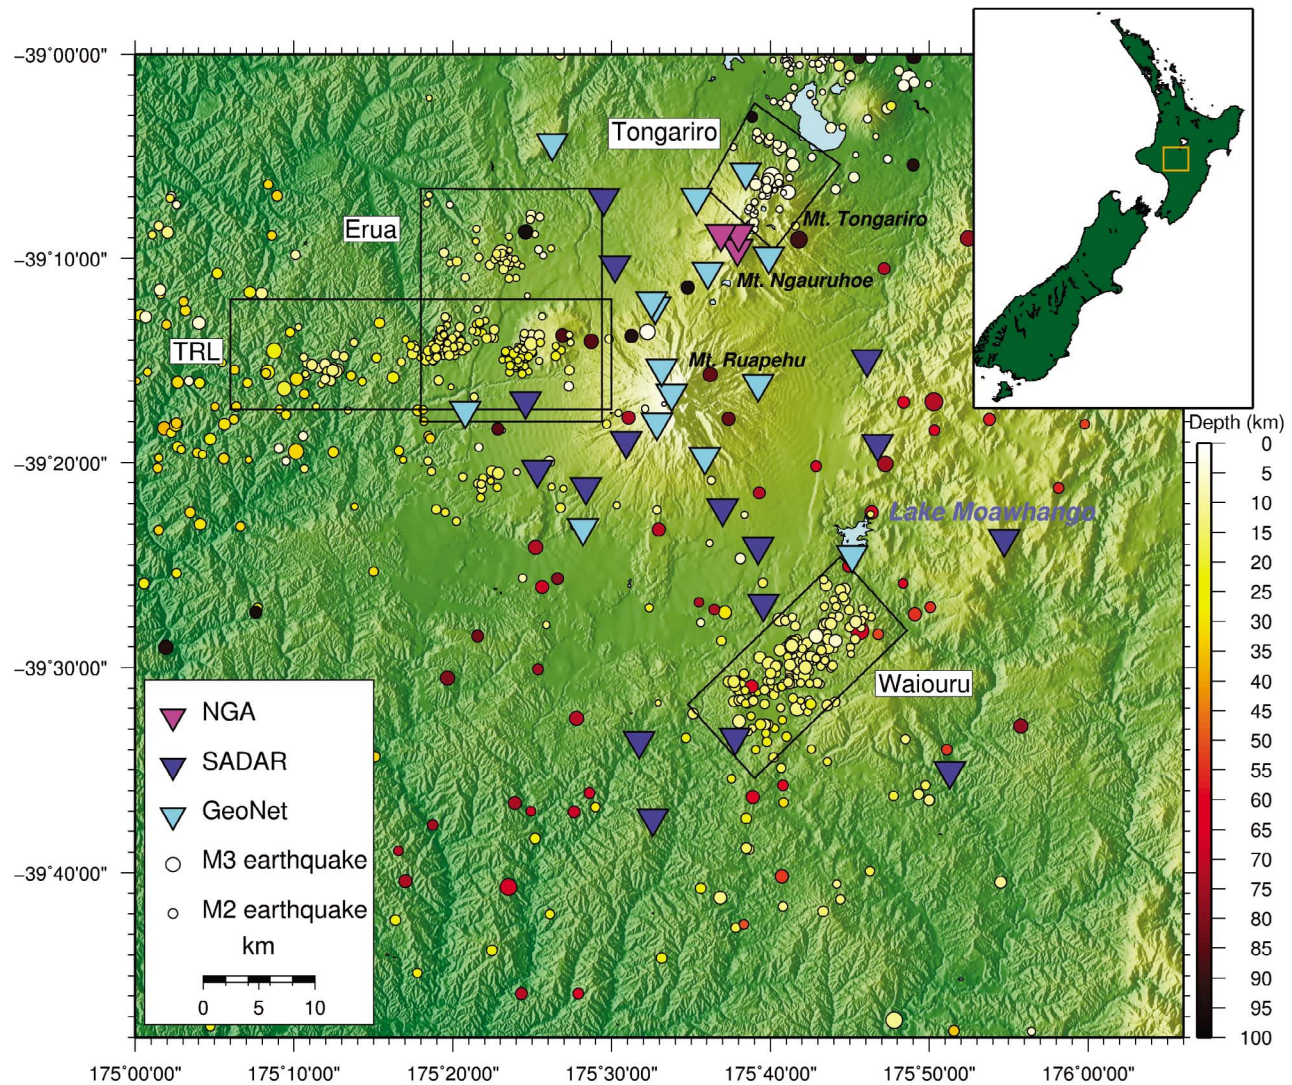 −39°00'00"
−39°10'00"
−39°20'00"
−39°30'00"
−39°40'00"
Tongariro
Erua
TRL
Mt. Tongariro
Mt. Ngauruhoe
Mt. Ruapehu
Lake Moawhango
Waiouru
NGA
SADAR
GeoNet
M3 earthquake
M2 earthquake
km
0 5 10
Depth (km)
0
5
10
15
20
25
30
35
40
45
50
55
60
65
70
75
80
85
90
95
100
175°00'00" 175°10'00" 175°20'00" 175°30'00" 175°40'00" 175°50'00" 176°00'00"